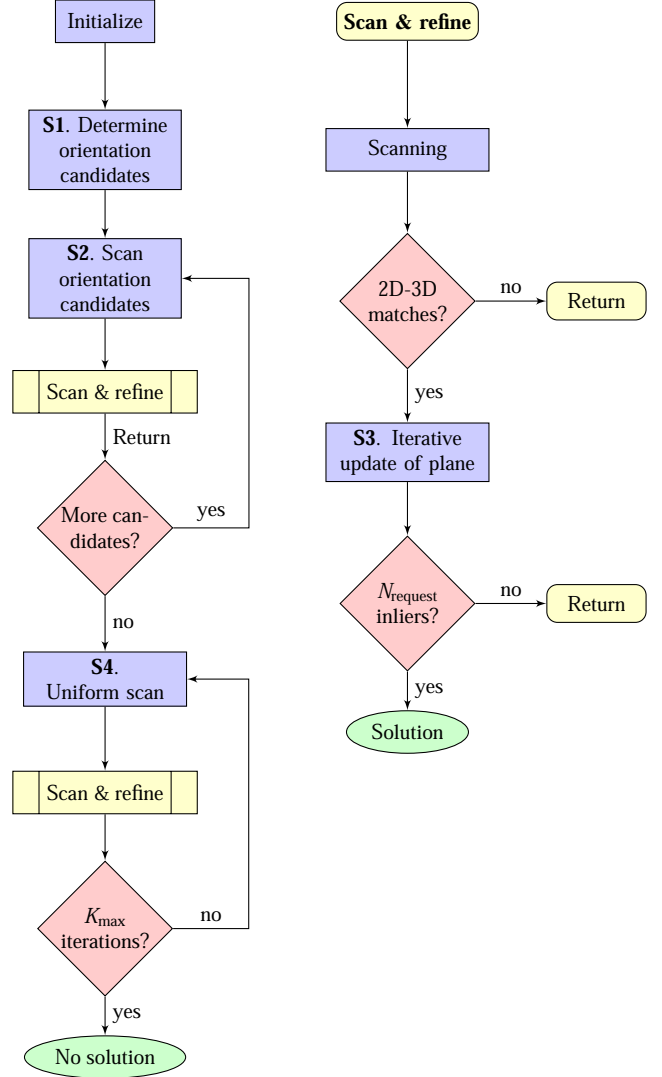 Initialize
S1. Determine
orientation
candidates
S2. Scan
orientation
candidates
Scan & refine
Return
More can-
didates?
yes
no
S4.
Uniform scan
Scan & refine
K_max
iterations?
no
yes
No solution
Scan & refine
Scanning
2D-3D
matches?
no
Return
yes
S3. Iterative
update of plane
N_request
inliers?
no
Return
yes
Solution